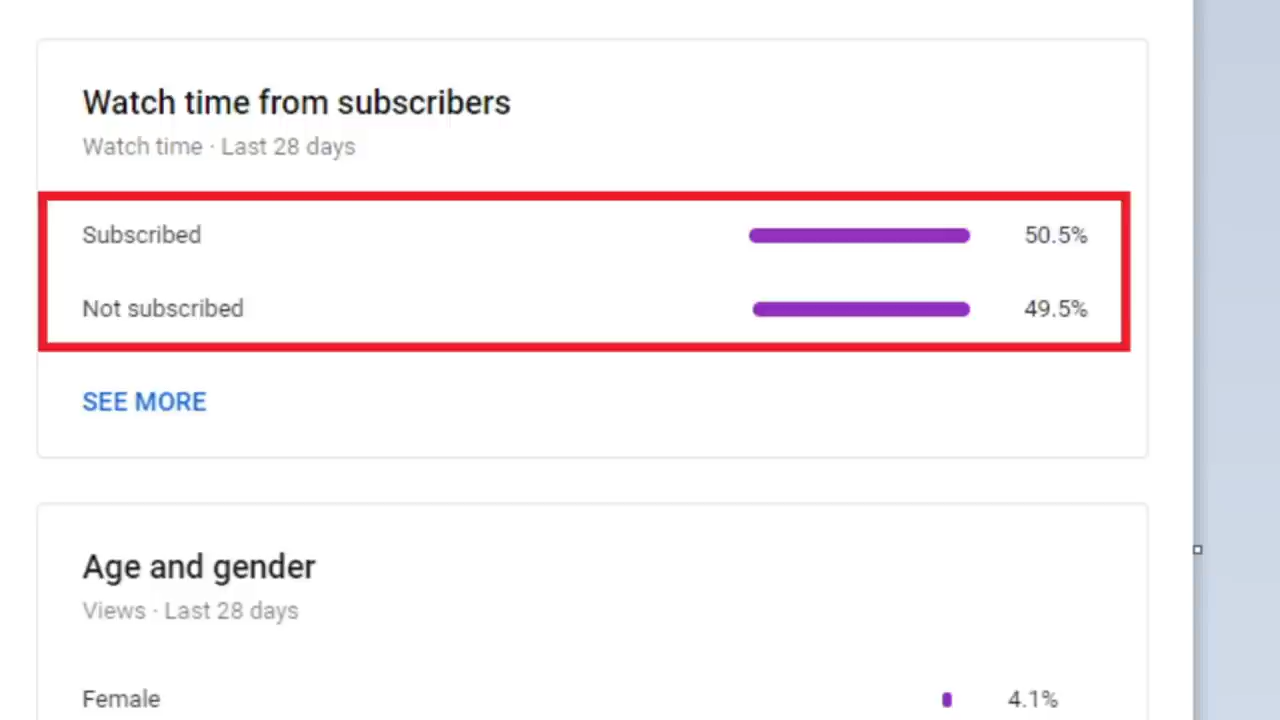 Watch time from subscribers
Watch time · Last 28 days
Subscribed 50.5%
Not subscribed 49.5%
SEE MORE
Age and gender
Views · Last 28 days
Female 4.1%